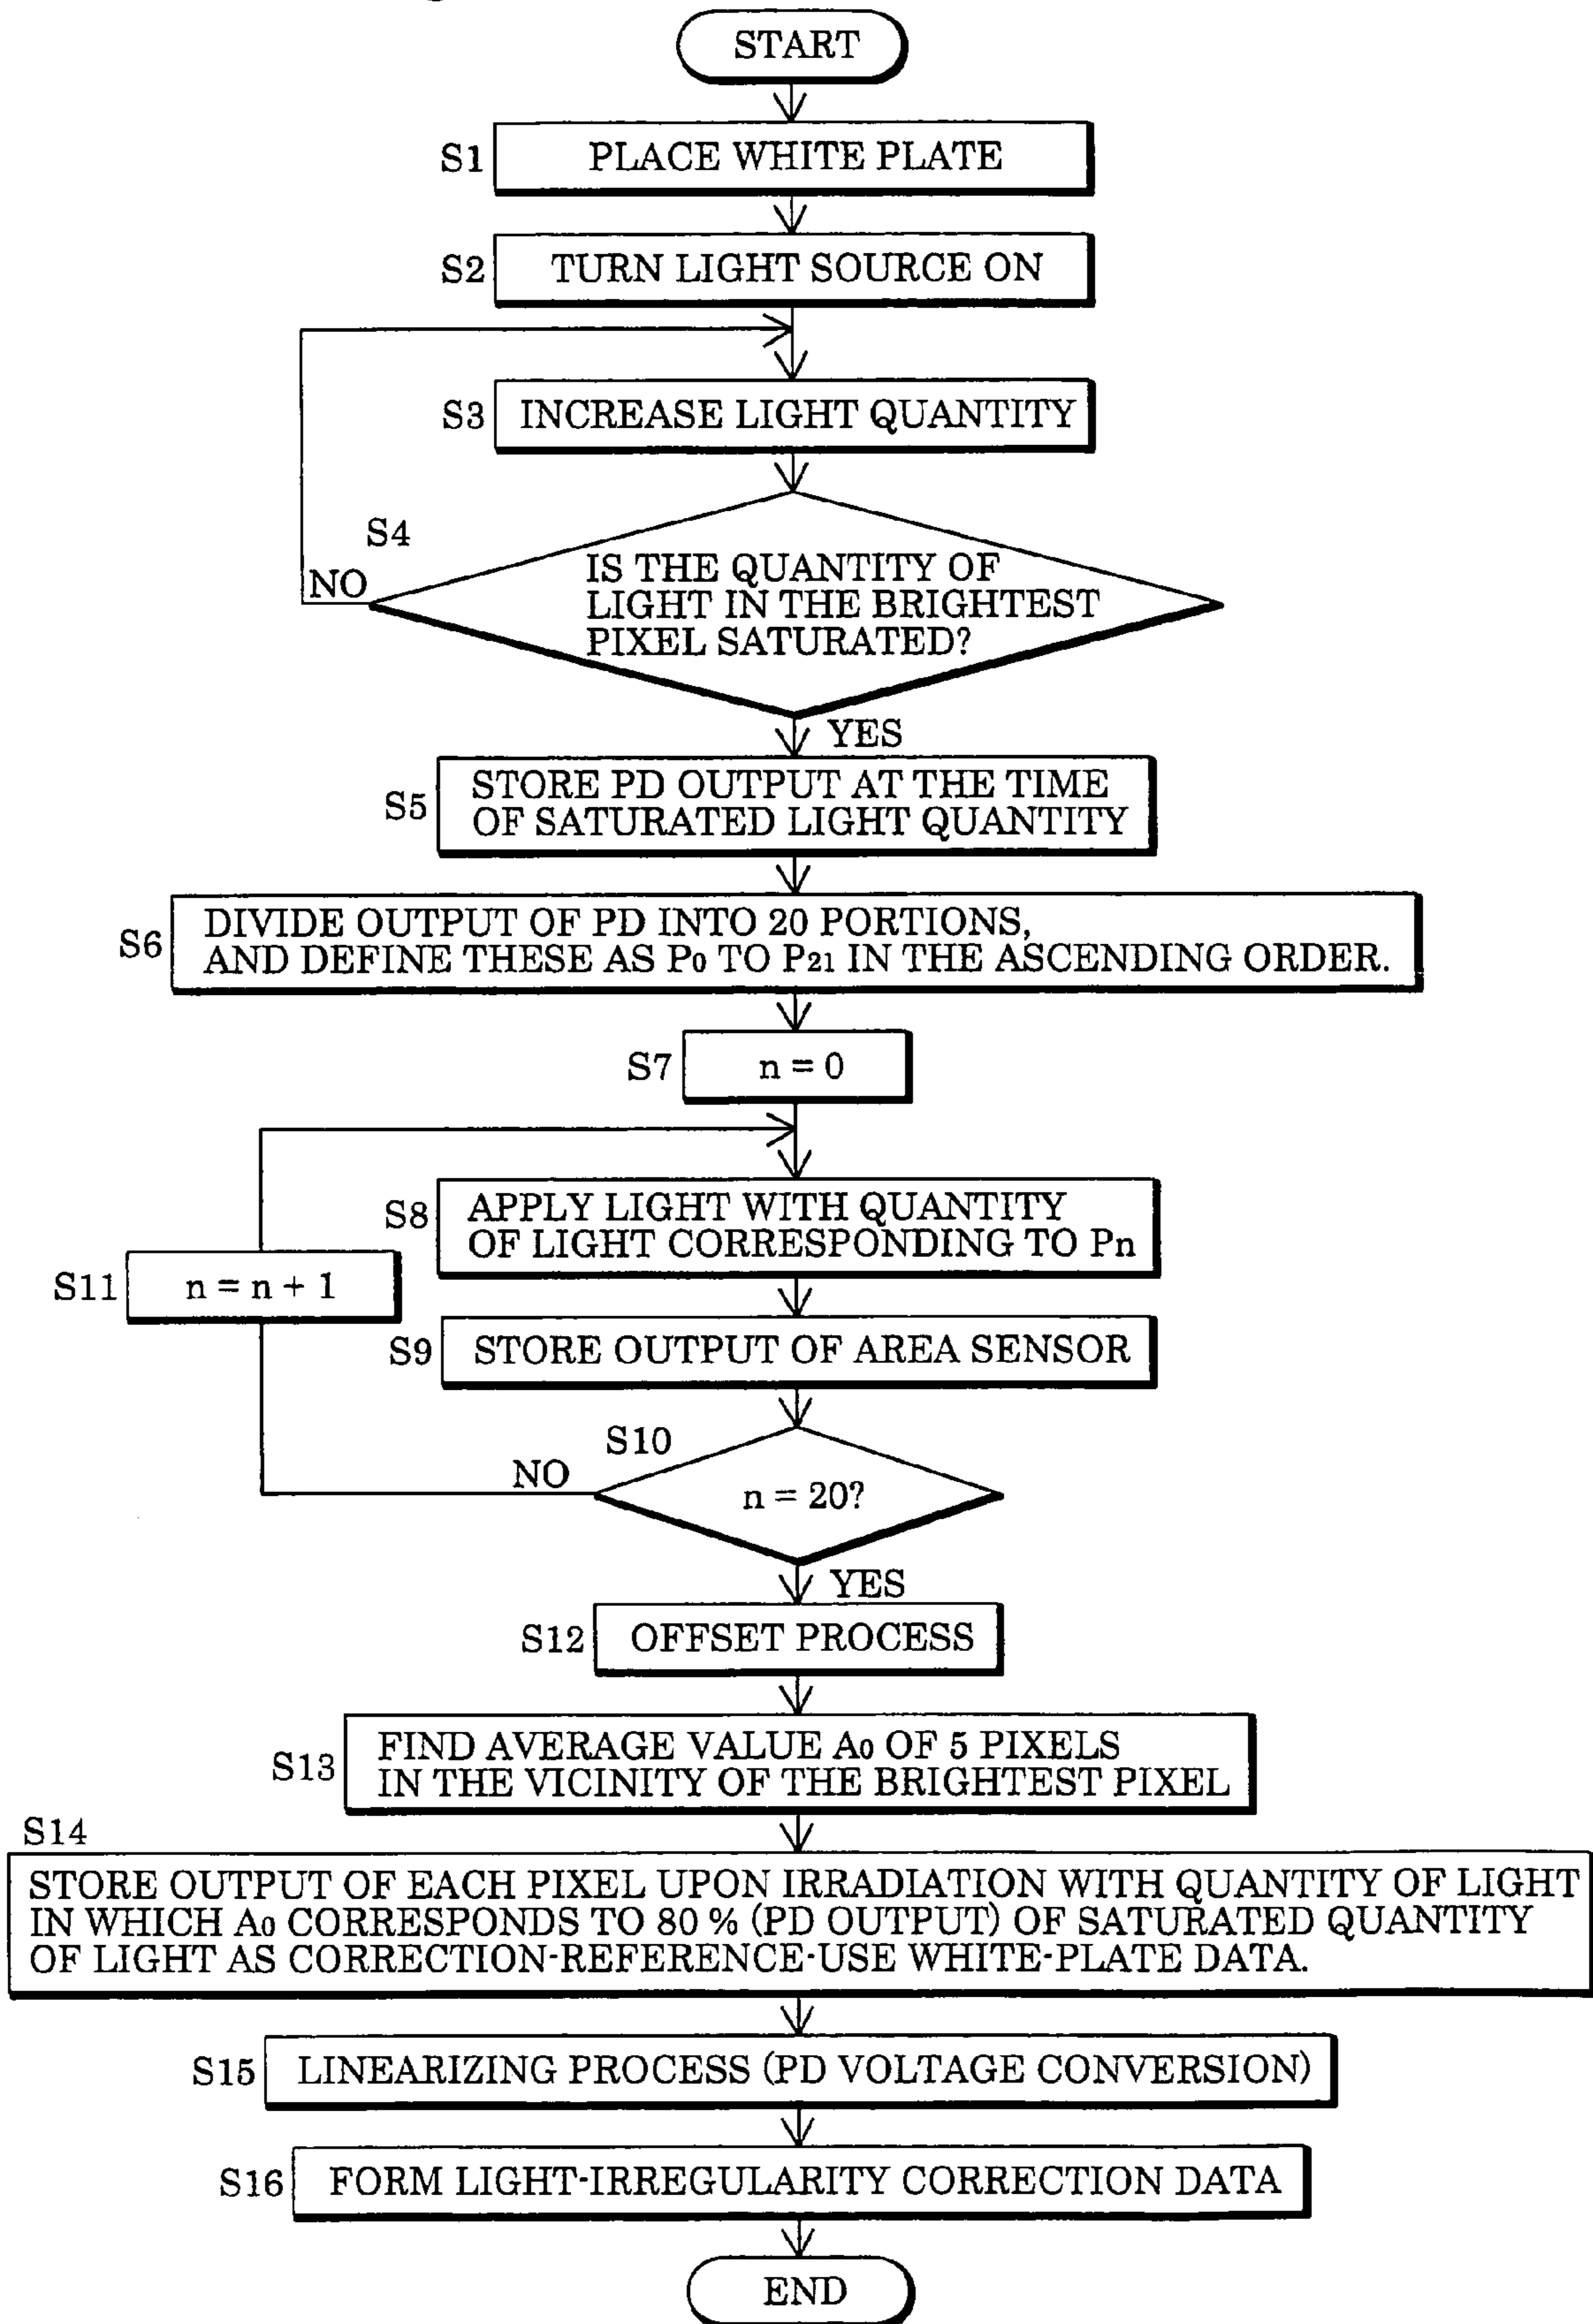 START
S1
PLACE WHITE PLATE
S2
TURN LIGHT SOURCE ON
S3
INCREASE LIGHT QUANTITY
S4
NO
IS THE QUANTITY OF
LIGHT IN THE BRIGHTEST
PIXEL SATURATED?
YES
S5
STORE PD OUTPUT AT THE TIME
OF SATURATED LIGHT QUANTITY
S6
DIVIDE OUTPUT OF PD INTO 20 PORTIONS,
AND DEFINE THESE AS P0 TO P21 IN THE ASCENDING ORDER.
S7
n = 0
S8
APPLY LIGHT WITH QUANTITY
OF LIGHT CORRESPONDING TO Pn
S11
n = n + 1
S9
STORE OUTPUT OF AREA SENSOR
S10
NO
n = 20?
YES
S12
OFFSET PROCESS
S13
FIND AVERAGE VALUE A0 OF 5 PIXELS
IN THE VICINITY OF THE BRIGHTEST PIXEL
S14
STORE OUTPUT OF EACH PIXEL UPON IRRADIATION WITH QUANTITY OF LIGHT
IN WHICH A0 CORRESPONDS TO 80 % (PD OUTPUT) OF SATURATED QUANTITY
OF LIGHT AS CORRECTION-REFERENCE-USE WHITE-PLATE DATA.
S15
LINEARIZING PROCESS (PD VOLTAGE CONVERSION)
S16
FORM LIGHT-IRREGULARITY CORRECTION DATA
END